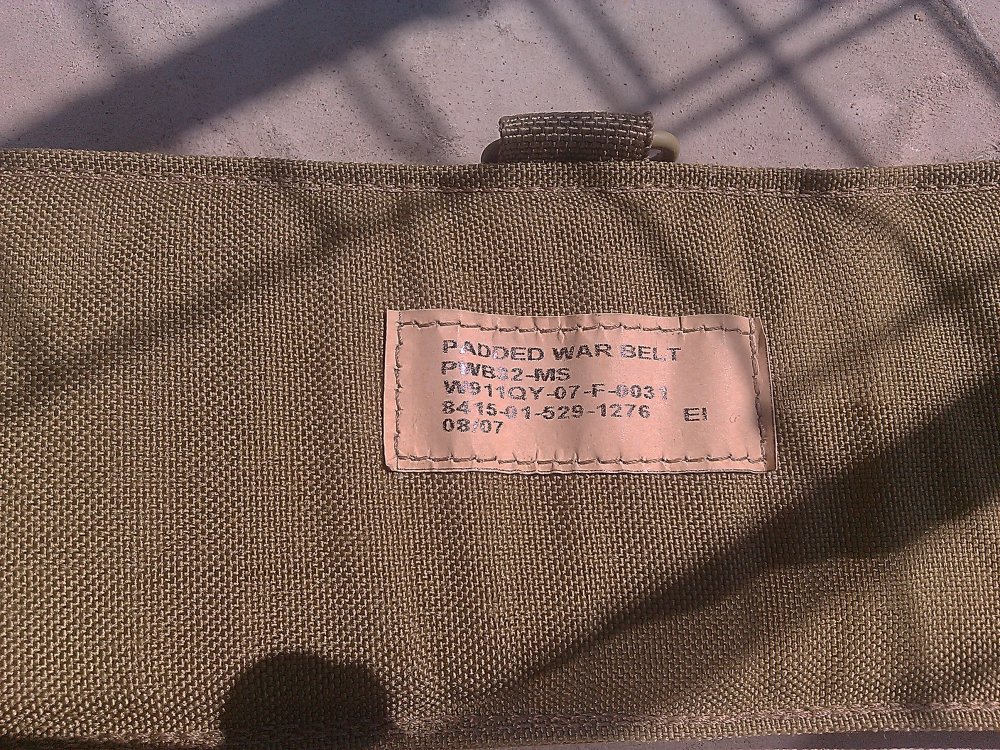 PADDED WAR BELT
PWB32-MS
W911QY-07-F-0031
8415-01-529-1276 EI
08/07